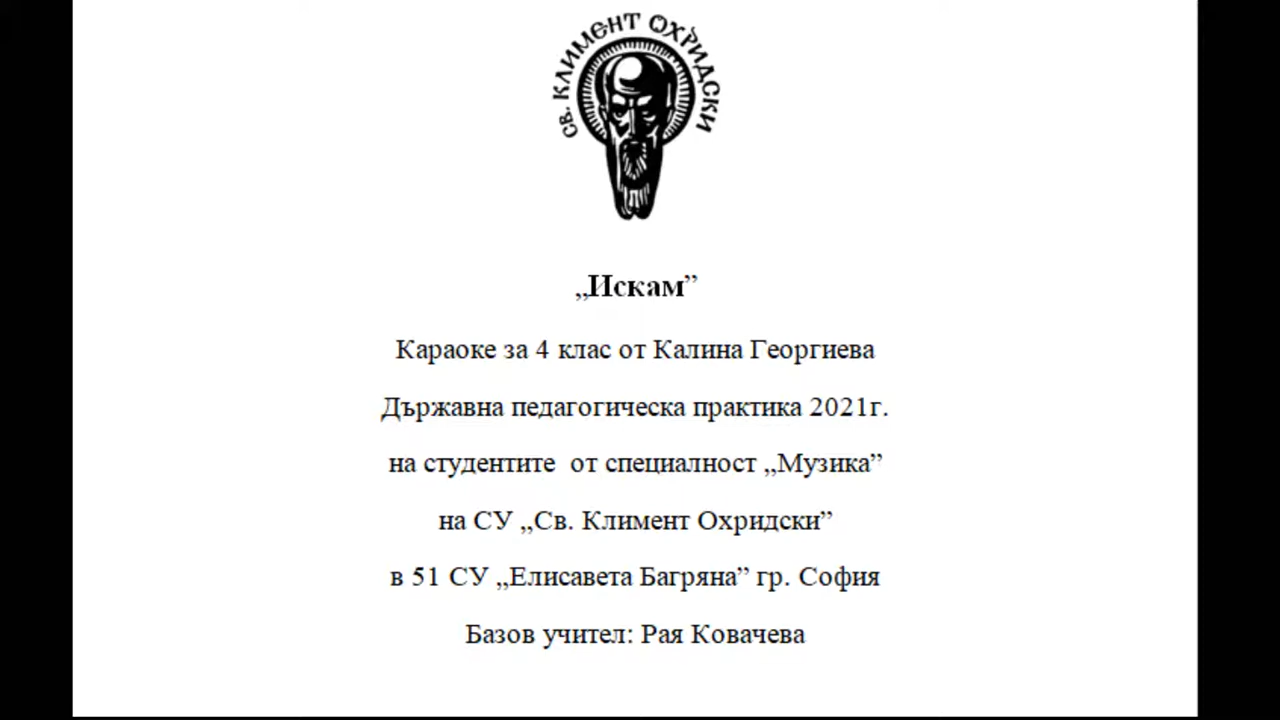 СВ. КЛИМЕНТ ОХРИДСКИ
„Искам”
Караоке за 4 клас от Калина Георгиева
Държавна педагогическа практика 2021г.
на студентите  от специалност „Музика”
на СУ „Св. Климент Охридски”
в 51 СУ „Елисавета Багряна” гр. София
Базов учител: Рая Ковачева